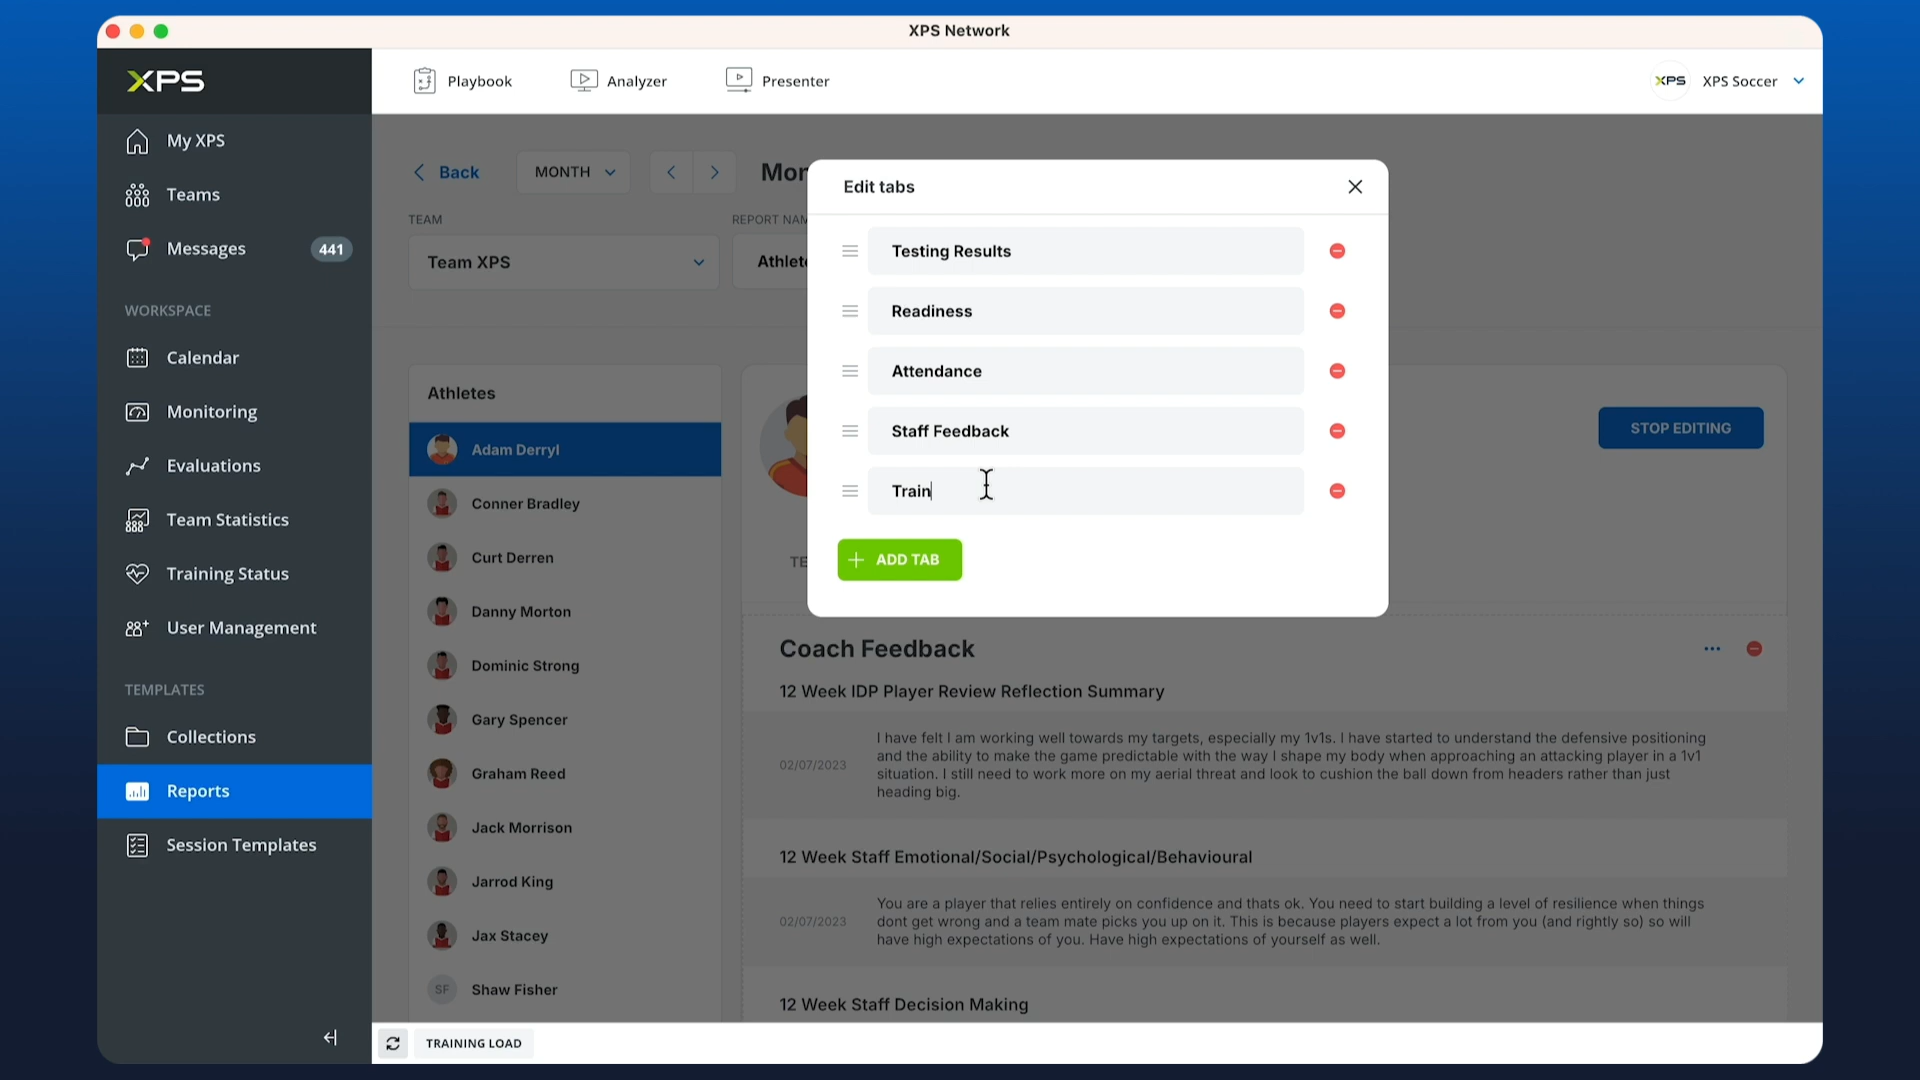 XPS Network
XPS
Playbook
Analyzer
Presenter
XPS
XPS Soccer
My XPS
Teams
Messages
441
WORKSPACE
Calendar
Monitoring
Evaluations
Team Statistics
Training Status
User Management
TEMPLATES
Collections
Reports
Session Templates
Back
MONTH
Mon
TEAM
REPORT NAM
Team XPS
Athlete
Athletes
Adam Derryl
Conner Bradley
Curt Derren
Danny Morton
Dominic Strong
Gary Spencer
Graham Reed
Jack Morrison
Jarrod King
Jax Stacey
SF
Shaw Fisher
Edit tabs
Testing Results
Readiness
Attendance
Staff Feedback
Train
ADD TAB
STOP EDITING
TE
Coach Feedback
12 Week IDP Player Review Reflection Summary
02/07/2023
I have felt I am working well towards my targets, especially my 1v1s. I have started to understand the defensive positioning
and the ability to make the game predictable with the way I shape my body when approaching an attacking player in a 1v1
situation. I still need to work more on my aerial threat and look to cushion the ball down from headers rather than just
heading big.
12 Week Staff Emotional/Social/Psychological/Behavioural
02/07/2023
You are a player that relies entirely on confidence and thats ok. You need to start building a level of resilience when things
dont get wrong and a team mate picks you up on it. This is because players expect a lot from you (and rightly so) so will
have high expectations of you. Have high expectations of yourself as well.
12 Week Staff Decision Making
TRAINING LOAD